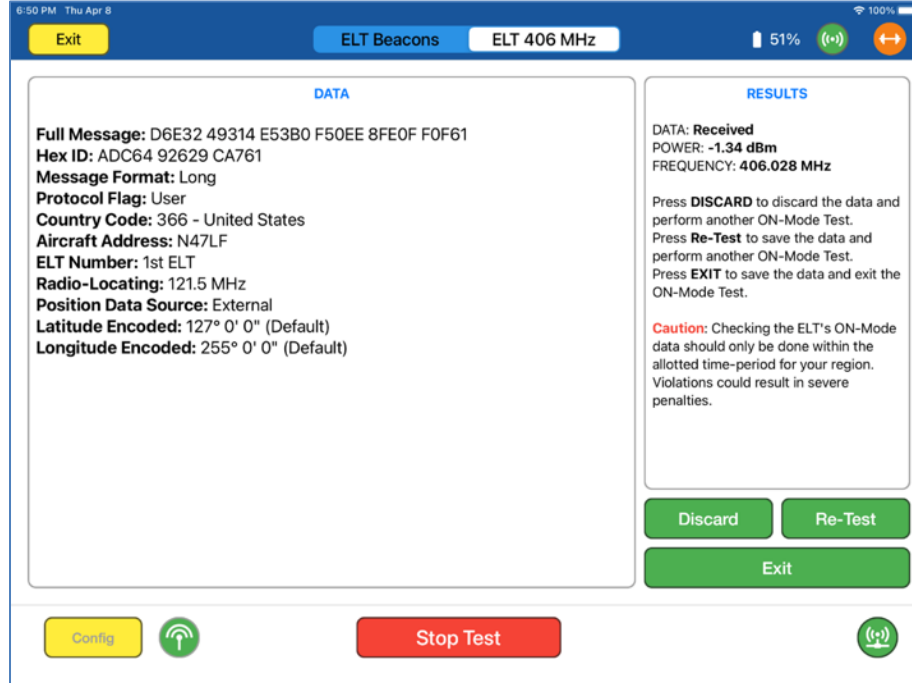 6:50 PM Thu Apr 8
100%
Exit
ELT Beacons
ELT 406 MHz
51%
DATA
Full Message: D6E32 49314 E53B0 F50EE 8FE0F F0F61
Hex ID: ADC64 92629 CA761
Message Format: Long
Protocol Flag: User
Country Code: 366 - United States
Aircraft Address: N47LF
ELT Number: 1st ELT
Radio-Locating: 121.5 MHz
Position Data Source: External
Latitude Encoded: 127° 0' 0" (Default)
Longitude Encoded: 255° 0' 0" (Default)
RESULTS
DATA: Received
POWER: -1.34 dBm
FREQUENCY: 406.028 MHz
Press DISCARD to discard the data and
perform another ON-Mode Test.
Press Re-Test to save the data and
perform another ON-Mode Test.
Press EXIT to save the data and exit the
ON-Mode Test.
Caution: Checking the ELT's ON-Mode
data should only be done within the
allotted time-period for your region.
Violations could result in severe
penalties.
Discard
Re-Test
Exit
Config
Stop Test